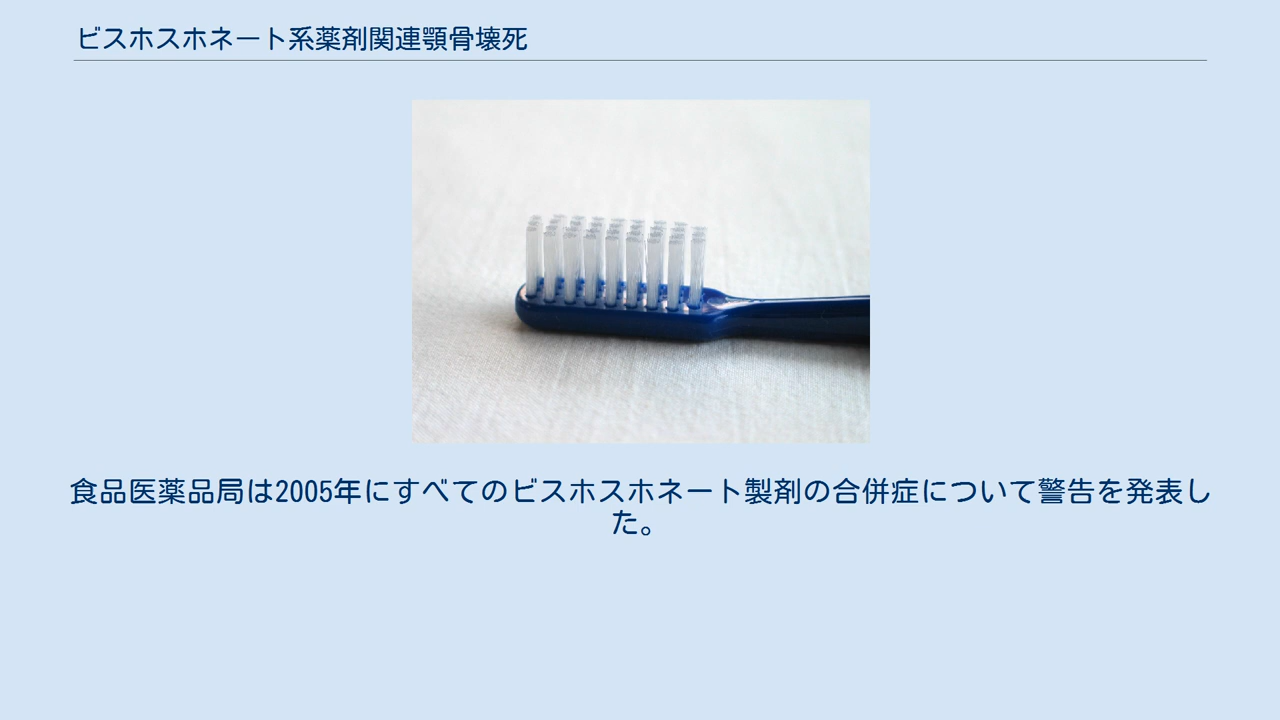 ビスホスホネート系薬剤関連顎骨壊死
食品医薬品局は2005年にすべてのビスホスホネート製剤の合併症について警告を発表し
た。